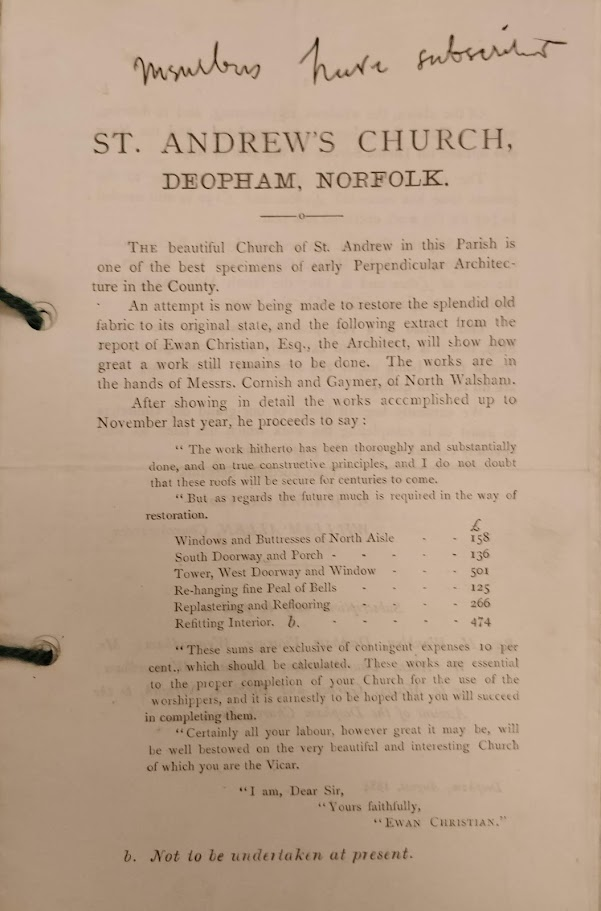 have subscribed
ST. ANDREW'S CHURCH,
DEOPHAM, NORFOLK.
THE beautiful Church of St. Andrew in this Parish is
one of the best specimens of early Perpendicular Architec-
ture in the County.
An attempt is now being made to restore the splendid old
fabric to its original state, and the following extract from the
report of Ewan Christian, Esq., the Architect, will show how
great a work still remains to be done. The works are in
the hands of Messrs. Cornish and Gaymer, of North Walsham.
After showing in detail the works accomplished up to
November last year, he proceeds to say :
" The work hitherto has been thoroughly and substantially
done, and on true constructive principles, and I do not doubt
that these roofs will be secure for centuries to come.
" But as regards the future much is required in the way of
restoration.
£
Windows and Buttresses of North Aisle - - 158
South Doorway and Porch - - - - - 136
Tower, West Doorway and Window - - - 501
Re-hanging fine Peal of Bells - - - - 125
Replastering and Reflooring - - - - 266
Refitting Interior. b. - - - - - 474
" These sums are exclusive of contingent expenses 10 per
cent., which should be calculated. These works are essential
to the proper completion of your Church for the use of the
worshippers, and it is earnestly to be hoped that you will succeed
in completing them.
" Certainly all your labour, however great it may be, will
be well bestowed on the very beautiful and interesting Church
of which you are the Vicar.
" I am, Dear Sir,
" Yours faithfully,
" EWAN CHRISTIAN."
b. Not to be undertaken at present.